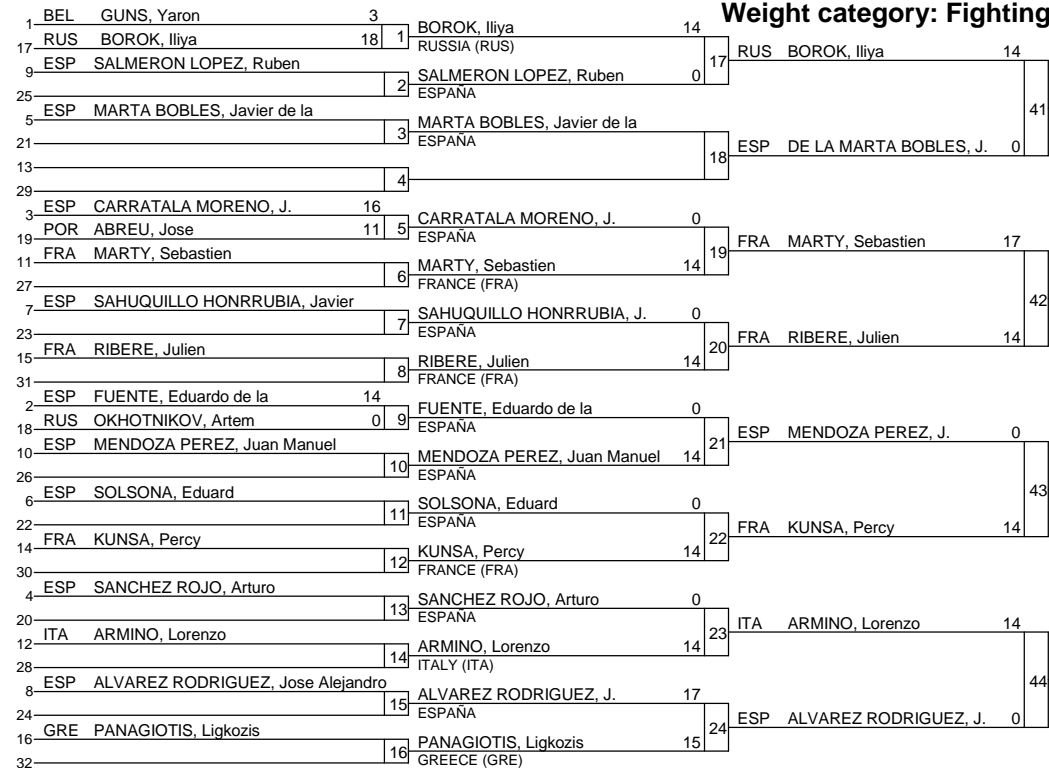 Weight category: Fighting
1 BEL GUNS, Yaron 3
17 RUS BOROK, Iliya 18
1
9 ESP SALMERON LOPEZ, Ruben
25
2
5 ESP MARTA BOBLES, Javier de la
21
3
13
29
4
3 ESP CARRATALA MORENO, J. 16
19 POR ABREU, Jose 11
5
11 FRA MARTY, Sebastien
27
6
7 ESP SAHUQUILLO HONRRUBIA, Javier
23
7
15 FRA RIBERE, Julien
31
8
2 ESP FUENTE, Eduardo de la 14
18 RUS OKHOTNIKOV, Artem 0
9
10 ESP MENDOZA PEREZ, Juan Manuel
26
10
6 ESP SOLSONA, Eduard
22
11
14 FRA KUNSA, Percy
30
12
4 ESP SANCHEZ ROJO, Arturo
20
13
12 ITA ARMINO, Lorenzo
28
14
8 ESP ALVAREZ RODRIGUEZ, Jose Alejandro
24
15
16 GRE PANAGIOTIS, Ligkozis
32
16
BOROK, Iliya 14
RUSSIA (RUS)
17
SALMERON LOPEZ, Ruben 0
ESPAÑA
MARTA BOBLES, Javier de la
ESPAÑA
18
CARRATALA MORENO, J. 0
ESPAÑA
19
MARTY, Sebastien 14
FRANCE (FRA)
SAHUQUILLO HONRRUBIA, J. 0
ESPAÑA
20
RIBERE, Julien 14
FRANCE (FRA)
FUENTE, Eduardo de la 0
ESPAÑA
21
MENDOZA PEREZ, Juan Manuel 14
ESPAÑA
SOLSONA, Eduard 0
ESPAÑA
22
KUNSA, Percy 14
FRANCE (FRA)
SANCHEZ ROJO, Arturo 0
ESPAÑA
23
ARMINO, Lorenzo 14
ITALY (ITA)
ALVAREZ RODRIGUEZ, J. 17
ESPAÑA
24
PANAGIOTIS, Ligkozis 15
GREECE (GRE)
RUS BOROK, Iliya 14
41
ESP DE LA MARTA BOBLES, J. 0
FRA MARTY, Sebastien 17
42
FRA RIBERE, Julien 14
ESP MENDOZA PEREZ, J. 0
43
FRA KUNSA, Percy 14
ITA ARMINO, Lorenzo 14
44
ESP ALVAREZ RODRIGUEZ, J. 0